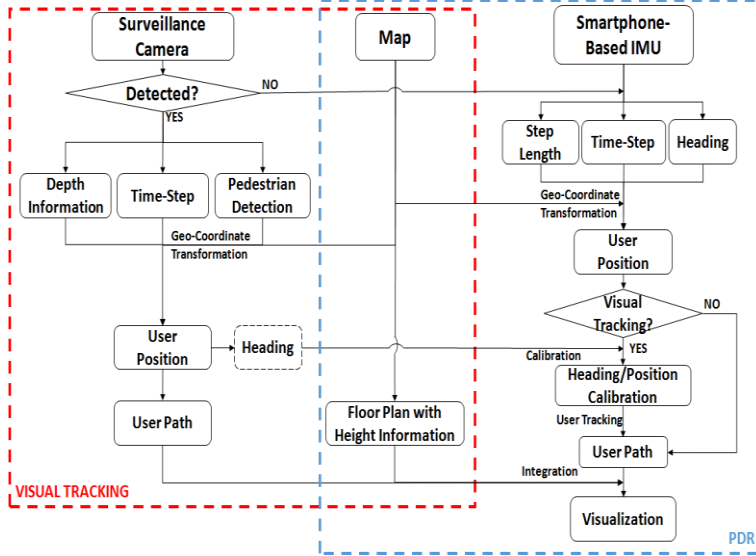 Surveillance
Camera
Map
Smartphone-
Based IMU
Detected?
NO
YES
Step
Length
Time-Step
Heading
Depth
Information
Time-Step
Pedestrian
Detection
Geo-Coordinate
Transformation
Geo-Coordinate
Transformation
User
Position
Visual
Tracking?
NO
YES
User
Position
Heading
Calibration
Heading/Position
Calibration
User Path
Floor Plan with
Height Information
User Tracking
User Path
Integration
VISUAL TRACKING
Visualization
PDR